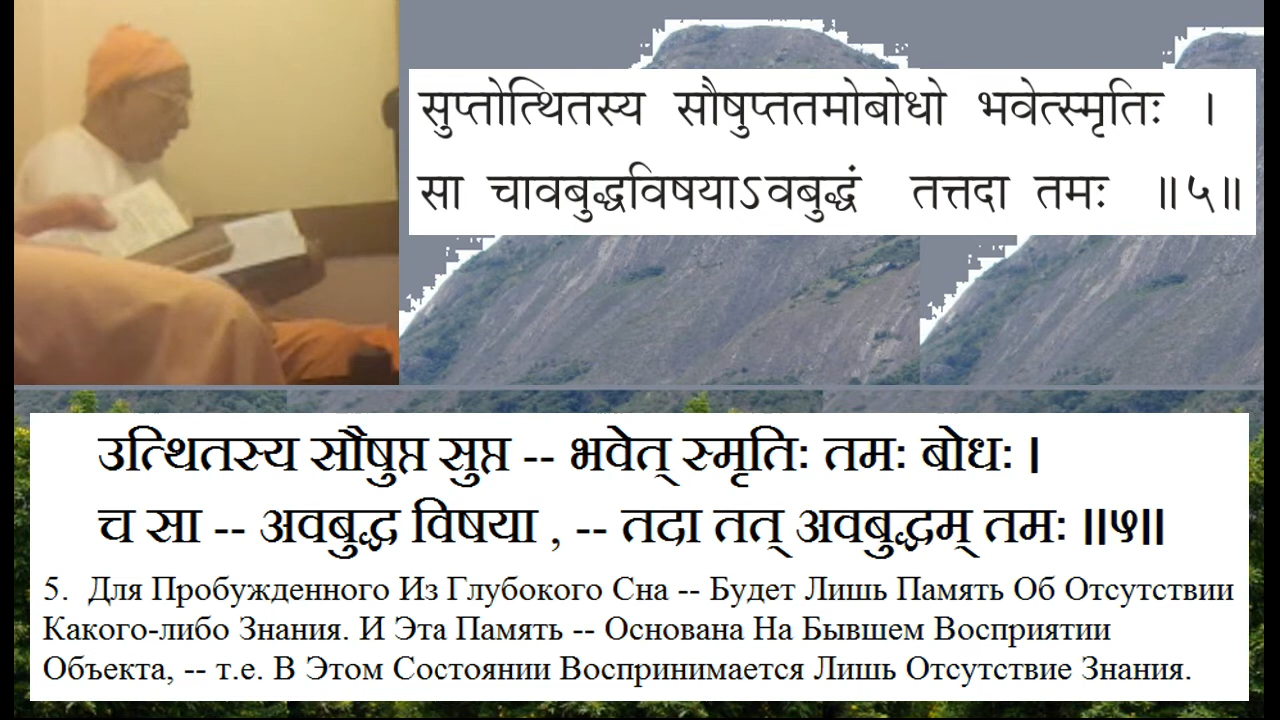 सुप्तोत्थितस्य सौषुप्ततमोबोधो भवेत्स्मृतिः ।
सा चावबुद्धविषयाऽवबुद्धं तत्तदा तमः ॥५॥
उत्थितस्य सौषुप्त सुप्त -- भवेत् स्मृतिः तमः बोधः ।
च सा -- अवबुद्ध विषया , -- तदा तत् अवबुद्धम् तमः ॥५॥
5. Для Пробужденного Из Глубокого Сна -- Будет Лишь Память Об Отсутствии
Какого-либо Знания. И Эта Память -- Основана На Бывшем Восприятии
Объекта, -- т.е. В Этом Состоянии Воспринимается Лишь Отсутствие Знания.